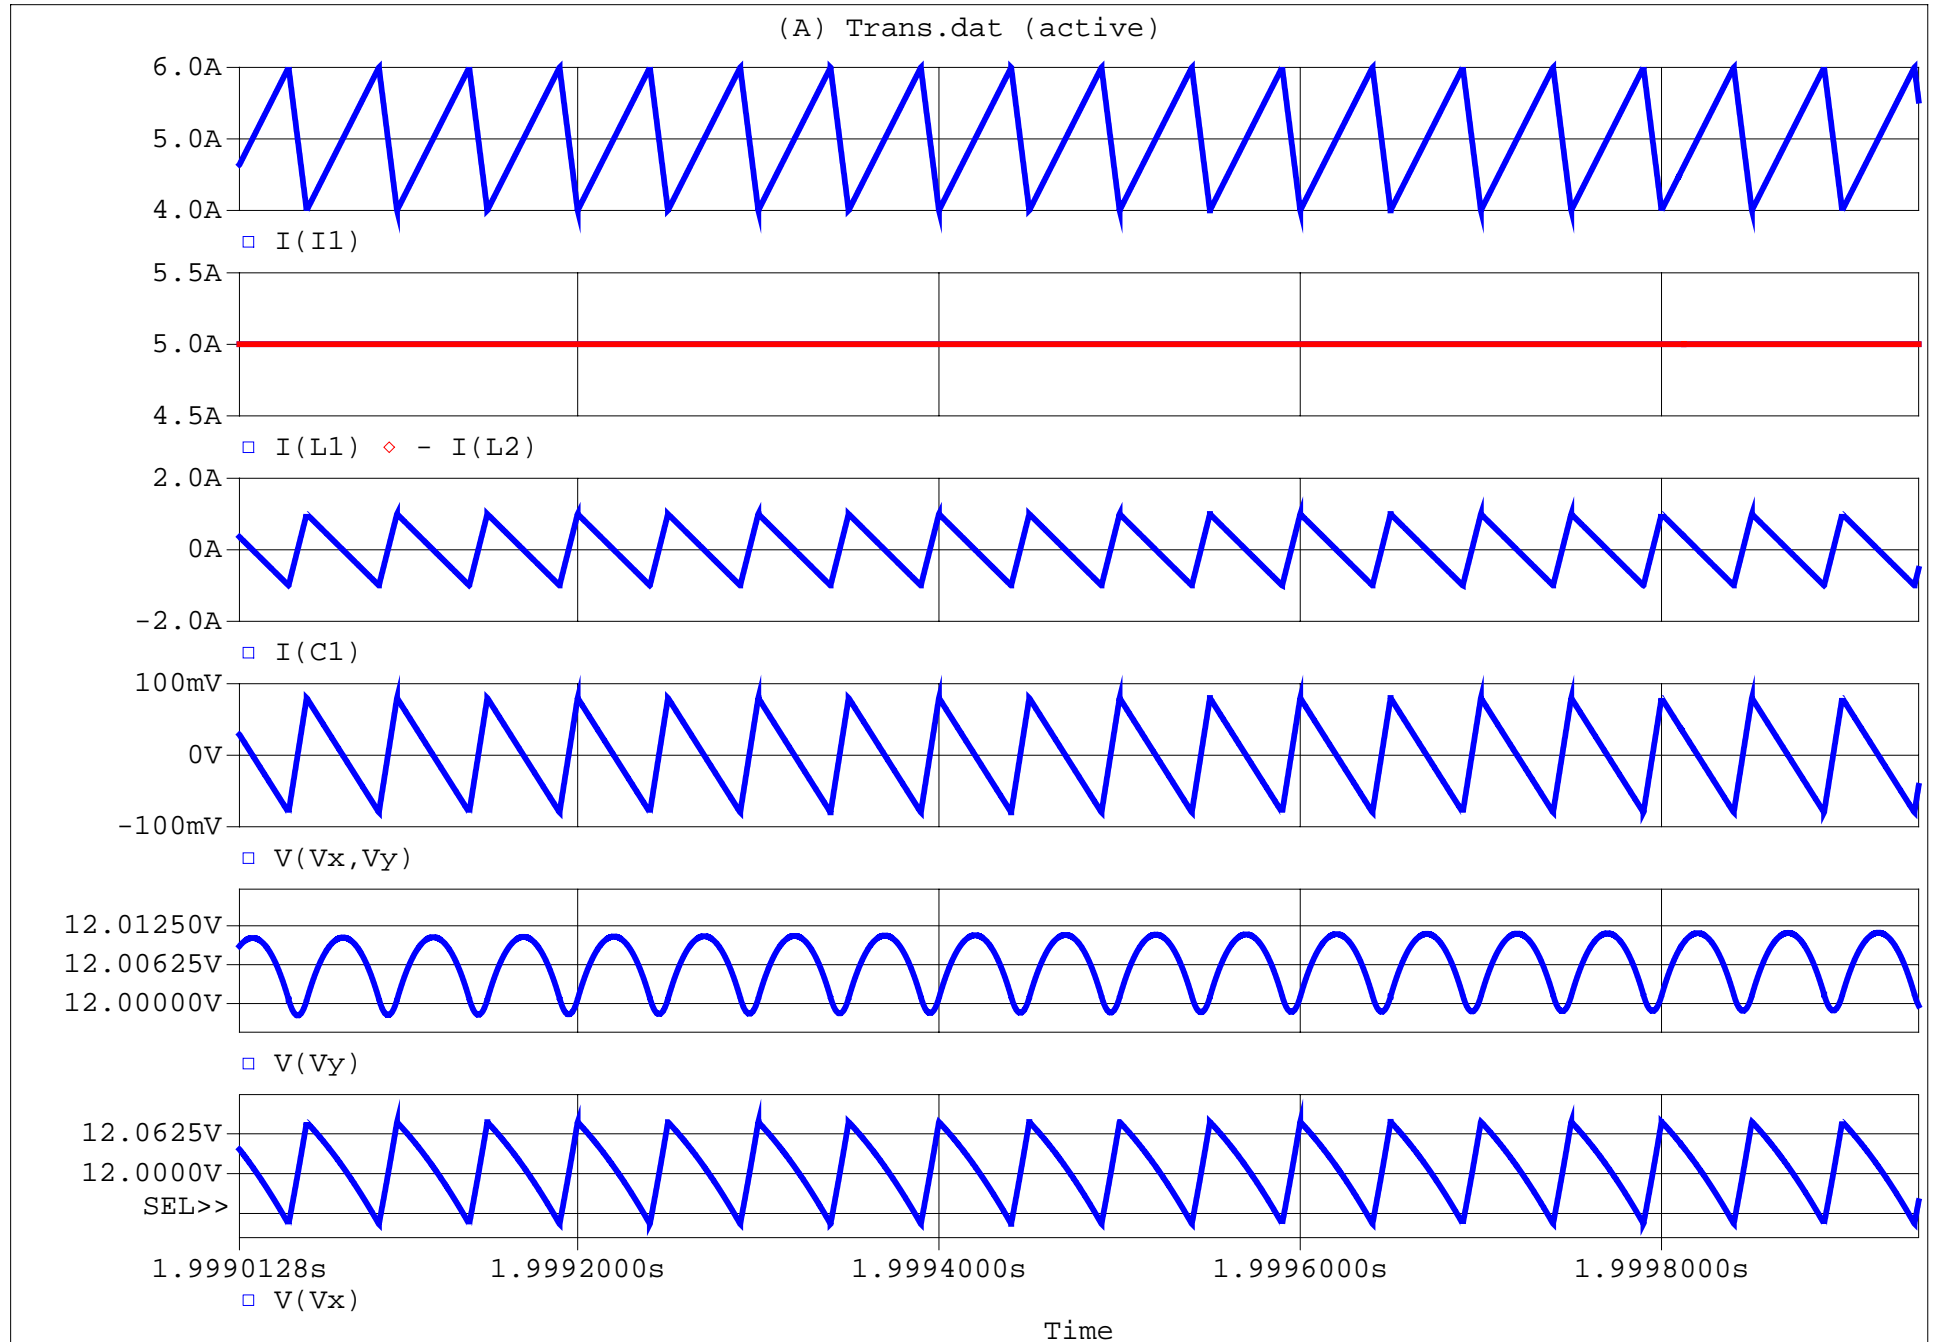 (A) Trans.dat (active)
6.0A
5.0A
4.0A
I(I1)
5.5A
5.0A
4.5A
I(L1) - I(L2)
2.0A
0A
-2.0A
I(C1)
100mV
0V
-100mV
V(Vx,Vy)
12.01250V
12.00625V
12.00000V
V(Vy)
12.0625V
12.0000V
SEL>>
1.9990128s 1.9992000s 1.9994000s 1.9996000s 1.9998000s
V(Vx)
Time